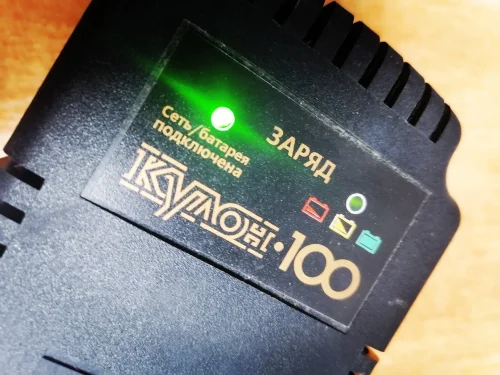 Сеть/батарея
подключена
ЗАРЯД
КУЛОН·100